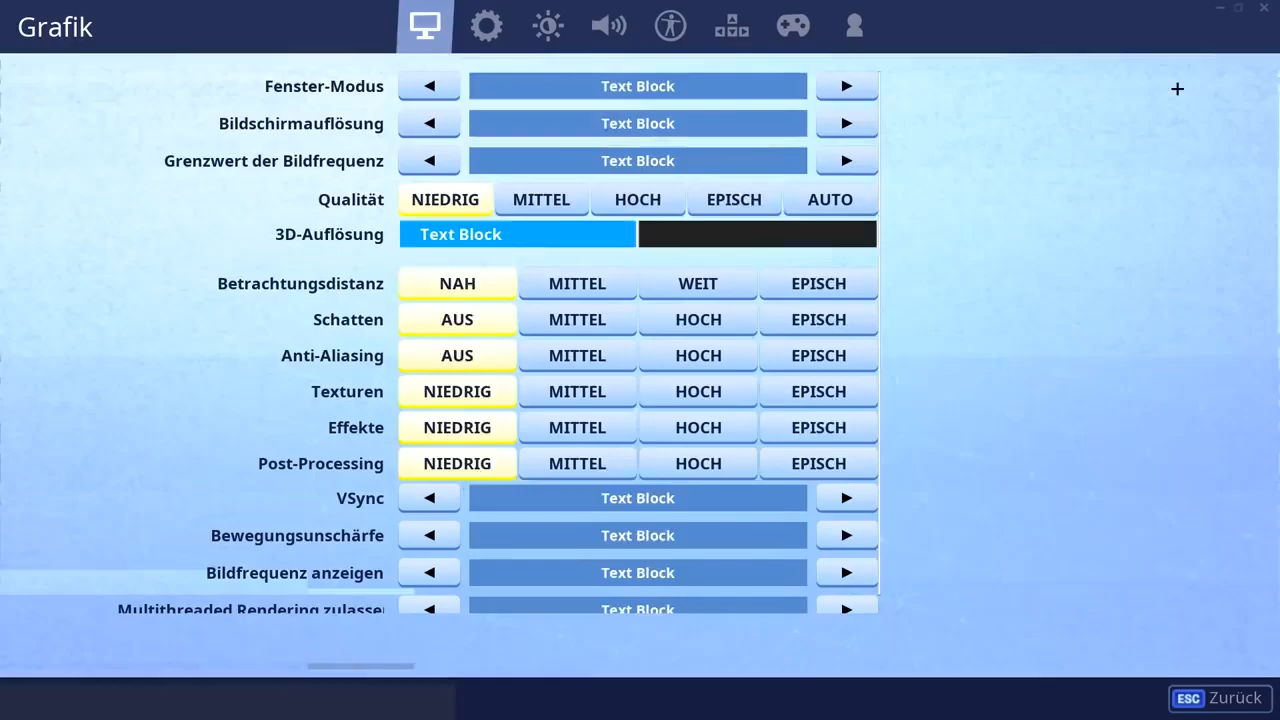 Grafik
Fenster-Modus ◄ Text Block ►
Bildschirmauflösung ◄ Text Block ►
Grenzwert der Bildfrequenz ◄ Text Block ►
Qualität NIEDRIG MITTEL HOCH EPISCH AUTO
3D-Auflösung Text Block
Betrachtungsdistanz NAH MITTEL WEIT EPISCH
Schatten AUS MITTEL HOCH EPISCH
Anti-Aliasing AUS MITTEL HOCH EPISCH
Texturen NIEDRIG MITTEL HOCH EPISCH
Effekte NIEDRIG MITTEL HOCH EPISCH
Post-Processing NIEDRIG MITTEL HOCH EPISCH
VSync ◄ Text Block ►
Bewegungsunschärfe ◄ Text Block ►
Bildfrequenz anzeigen ◄ Text Block ►
Multithreaded Rendering zulassen ◄ Text Block ►
ESC Zurück